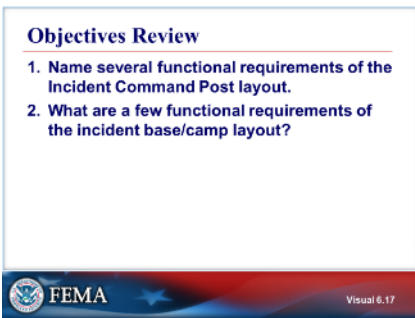 Objectives Review
1. Name several functional requirements of the
Incident Command Post layout.
2. What are a few functional requirements of
the incident base/camp layout?
FEMA
Visual 6.17